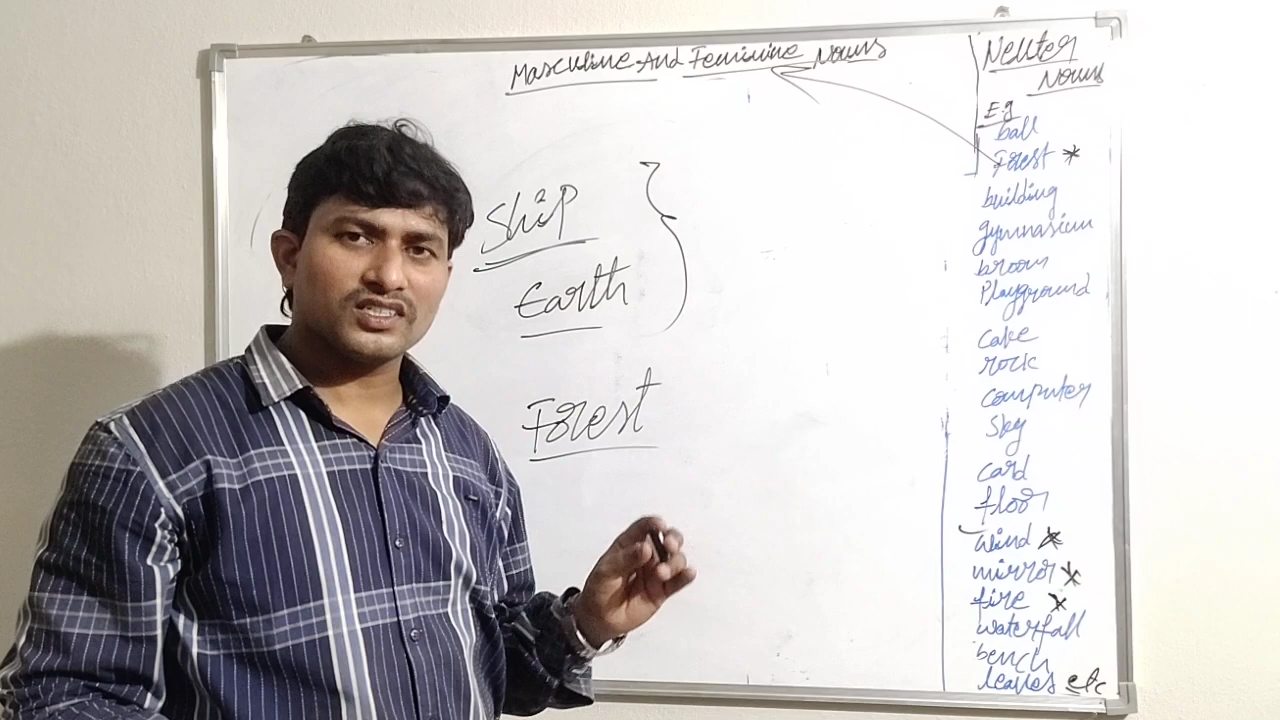 Masculine And Feminine Nouns
Ship
Earth
Forest
Neuter
Nouns
E.g
ball
Forest *
building
gymnasium
broom
Playground
cake
rock
computer
Sky
card
floor
wind *
mirror *
fire *
waterfall
bench
leaves etc